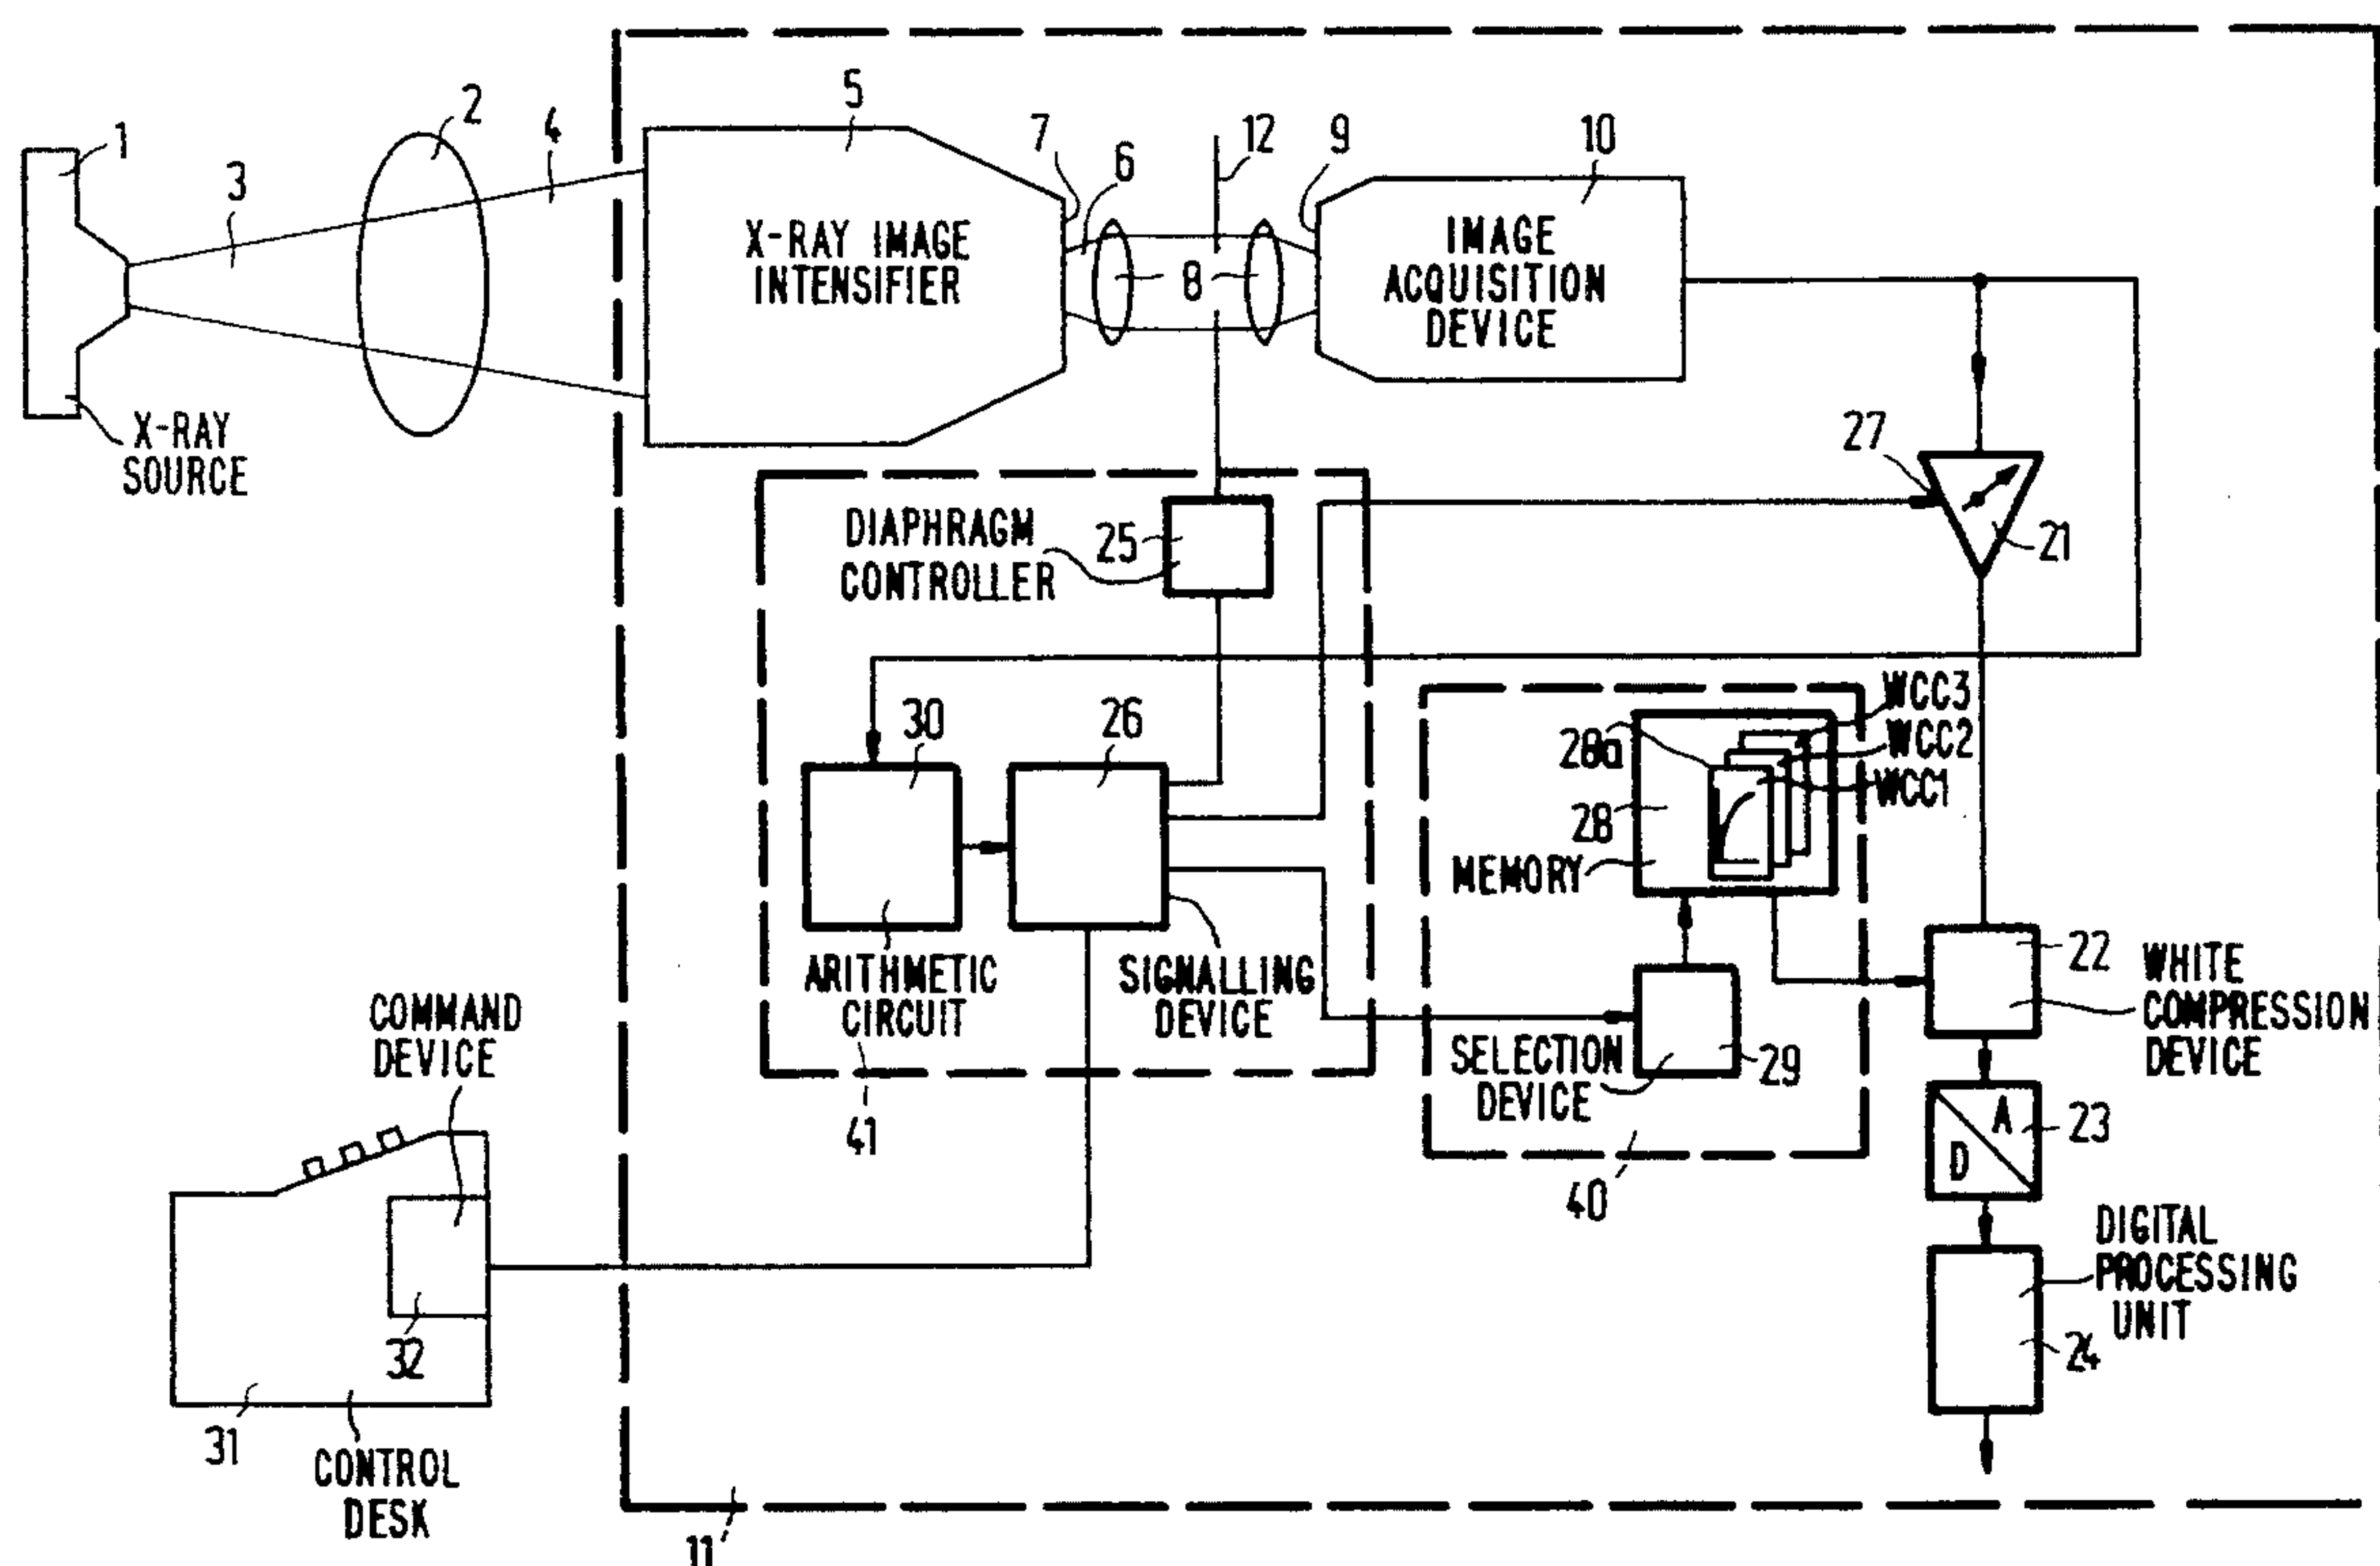 1
2
3
4
5
6
7
8
9
10
12
X-RAY IMAGE
INTENSIFIER
IMAGE
ACQUISITION
DEVICE
X-RAY
SOURCE
27
21
DIAPHRAGM
CONTROLLER
25
30
26
ARITHMETIC
CIRCUIT
SIGNALLING
DEVICE
41
WCC3
WCC2
WCC1
28a
28
MEMORY
SELECTION
DEVICE
29
40
22
WHITE
COMPRESSION
DEVICE
A
D
23
DIGITAL
PROCESSING
UNIT
24
COMMAND
DEVICE
32
31
CONTROL
DESK
11